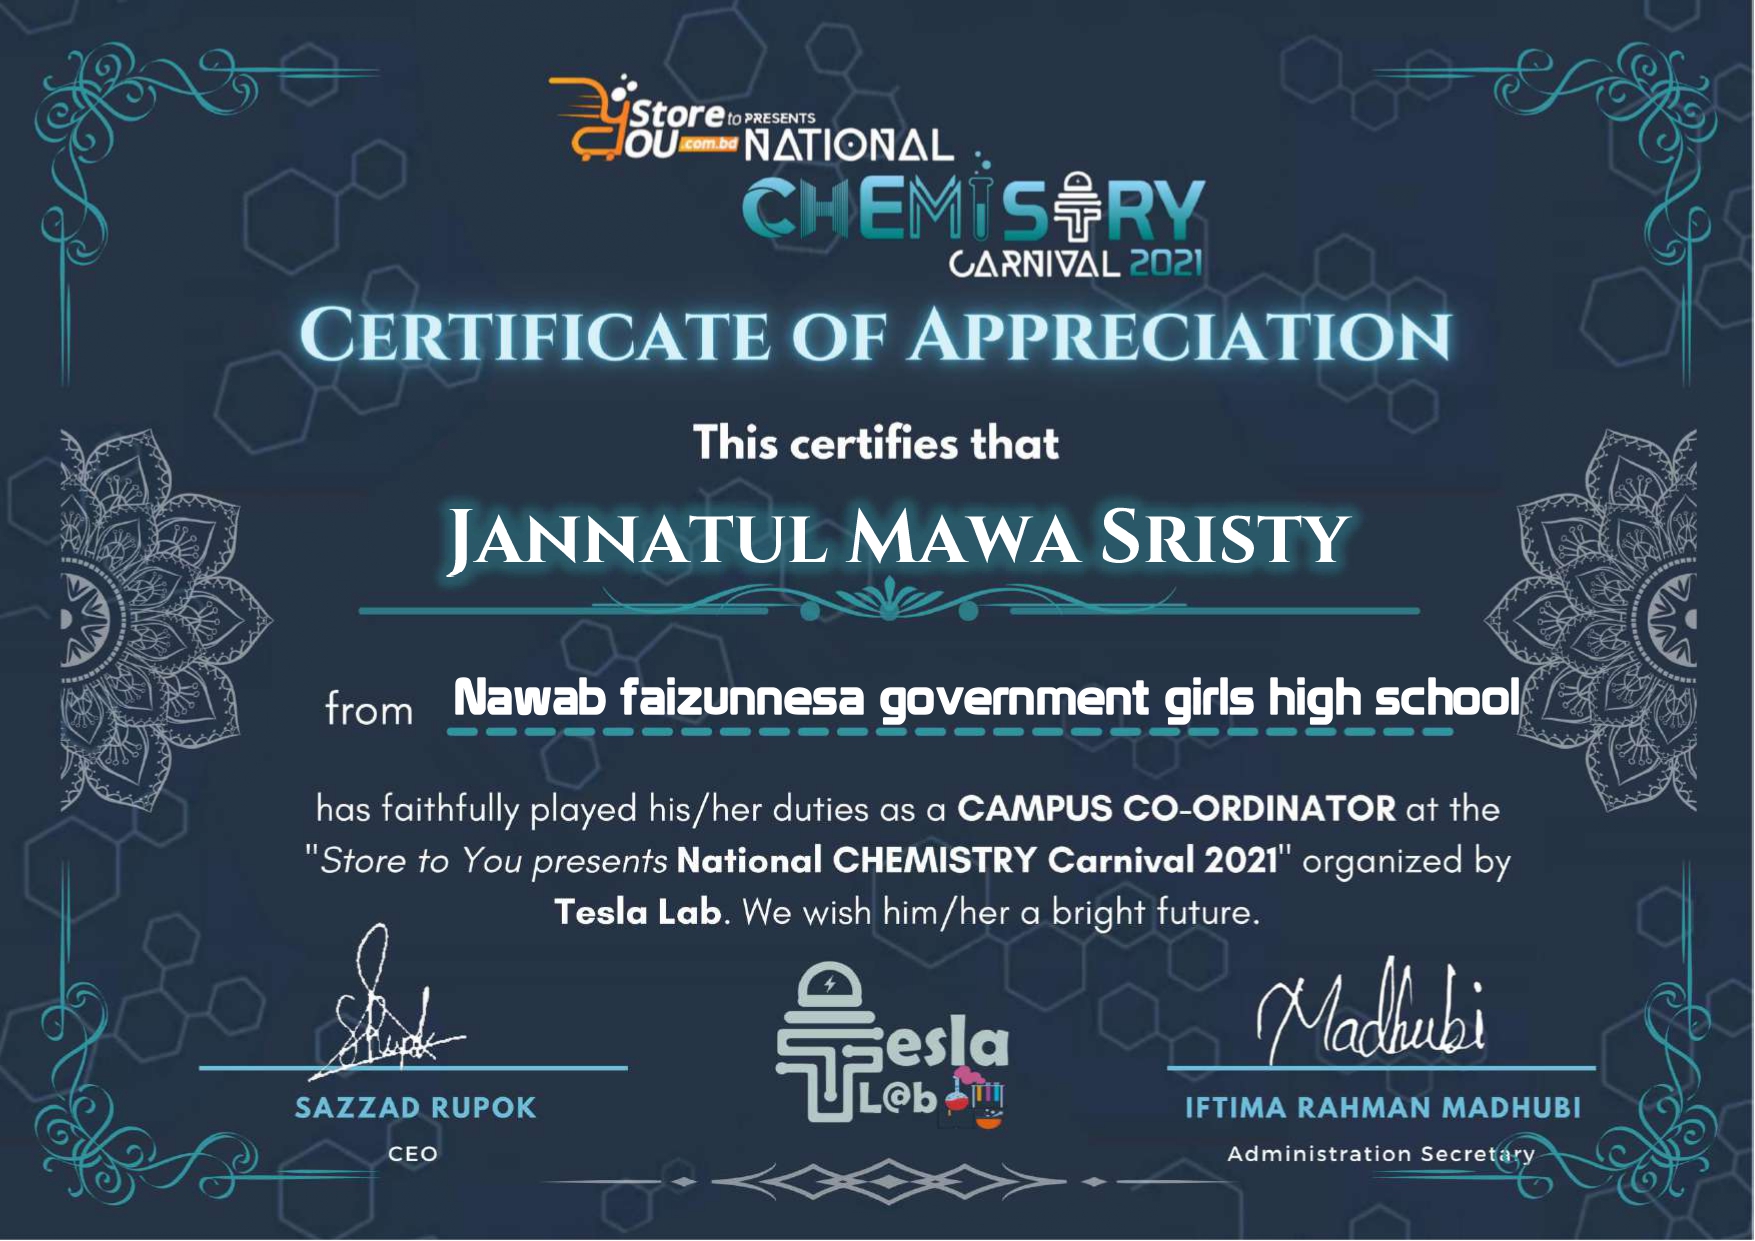 Store to PRESENTS
YOU .com.bd NATIONAL
CHEMISTRY
CARNIVAL 2021
CERTIFICATE OF APPRECIATION
This certifies that
JANNATUL MAWA SRISTY
from Nawab faizunnesa government girls high school
has faithfully played his/her duties as a CAMPUS CO-ORDINATOR at the
"Store to You presents National CHEMISTRY Carnival 2021" organized by
Tesla Lab. We wish him/her a bright future.
Rupok
Madhubi
Tesla
L@b
SAZZAD RUPOK
IFTIMA RAHMAN MADHUBI
CEO
Administration Secretary